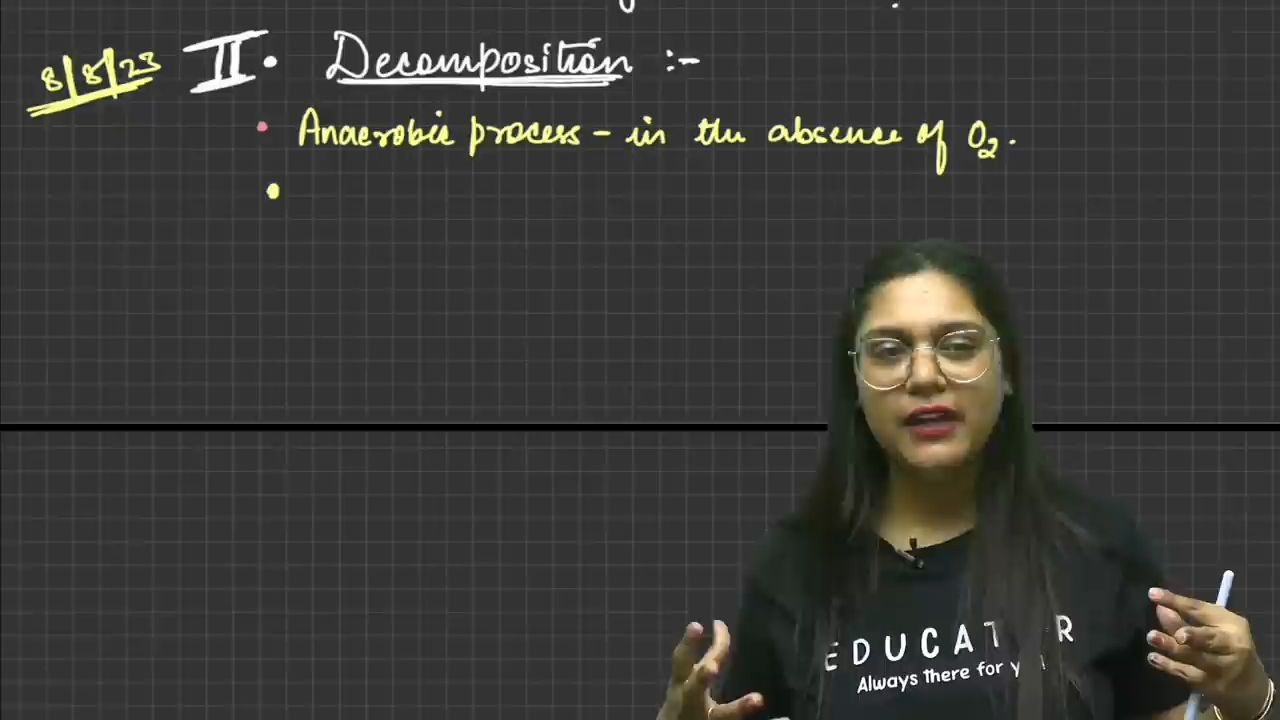 8/8/23 II. Decomposition :-
• Anaerobic process - in the absence of O₂.
EDUCAT R
Always there for y